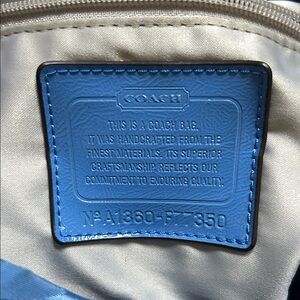 COACH
THIS IS A COACH BAG.
IT WAS HANDCRAFTED FROM THE
FINEST MATERIALS. ITS SUPERIOR
CRAFTSMANSHIP REFLECTS OUR
COMMITMENT TO ENDURING QUALITY.
Nº A1360-F77350